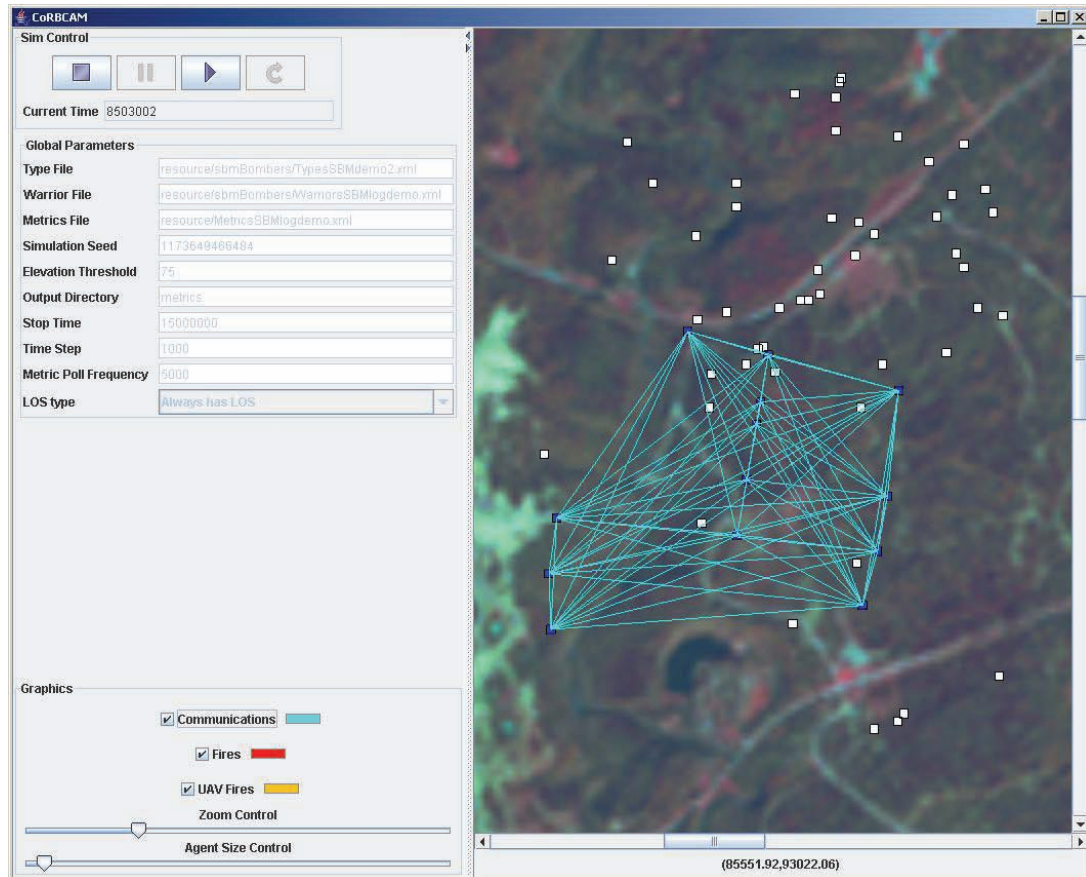 CoRBCAM
Sim Control
Current Time 8503002
Global Parameters
Type File resource/sbmBombers/TypesSBMdemo2.xml
Warrior File resource/sbmBombers/WarriorsSBMlogdemo.xml
Metrics File resource/MetricsSBMlogdemo.xml
Simulation Seed 1173649466484
Elevation Threshold 75
Output Directory metrics
Stop Time 15000000
Time Step 1000
Metric Poll Frequency 5000
LOS type Always has LOS
Graphics
Communications
Fires
UAV Fires
Zoom Control
Agent Size Control
(85551.92,93022.06)